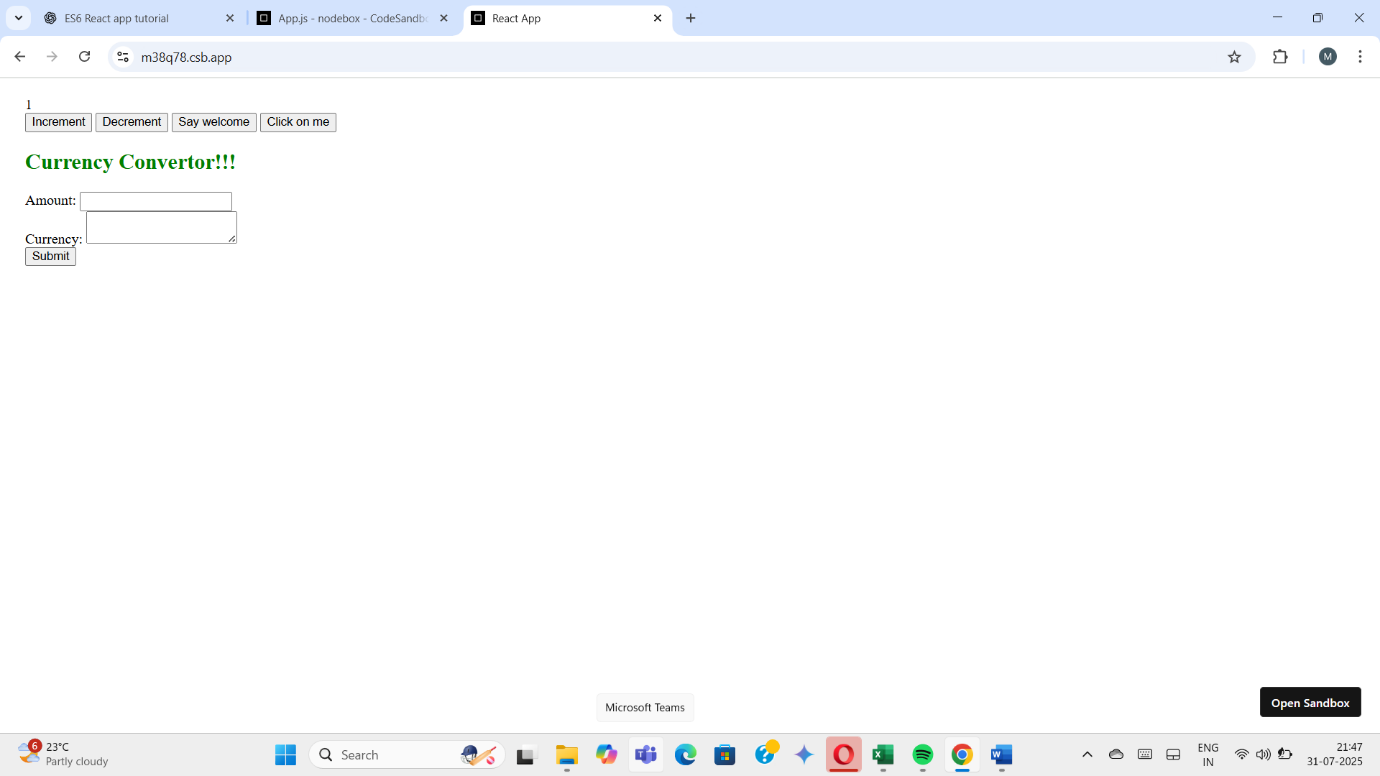 ES6 React app tutorial
App.js - nodebox - CodeSandb
React App
m38q78.csb.app
M
1
Increment Decrement Say welcome Click on me
Currency Convertor!!!
Amount:
Currency:
Submit
Microsoft Teams
Open Sandbox
6 23°C
Partly cloudy
Search
ENG
IN
21:47
31-07-2025